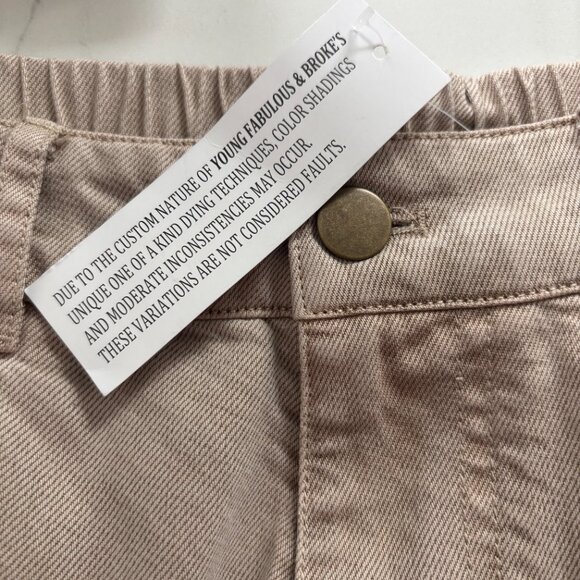 DUE TO THE CUSTOM NATURE OF YOUNG FABULOUS & BROKE'S
UNIQUE ONE OF A KIND DYING TECHNIQUES, COLOR SHADINGS
AND MODERATE INCONSISTENCIES MAY OCCUR.
THESE VARIATIONS ARE NOT CONSIDERED FAULTS.